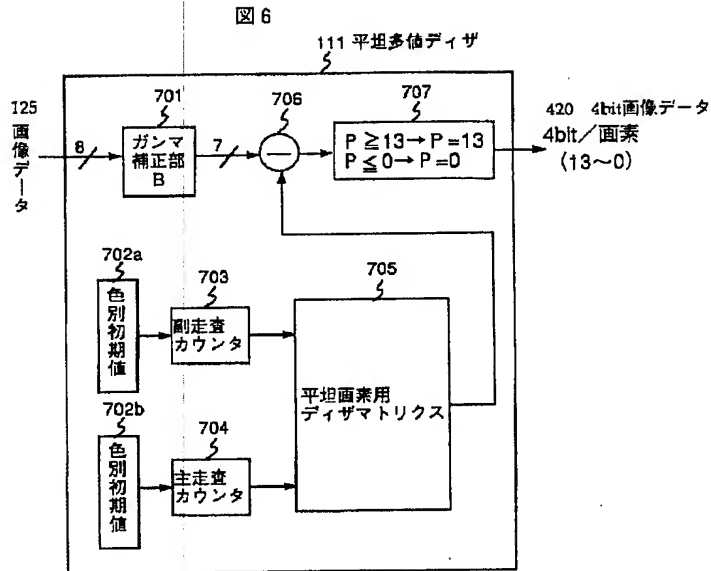 図6
111 平坦多値ディザ
125
画像データ
8
701
ガンマ
補正部
B
7
706
707
P≧13→P=13
P≦0→P=0
420 4bit画像データ
4bit/画素
(13~0)
702a
色別初期値
703
副走査
カウンタ
705
平坦画素用
ディザマトリクス
702b
色別初期値
704
主走査
カウンタ